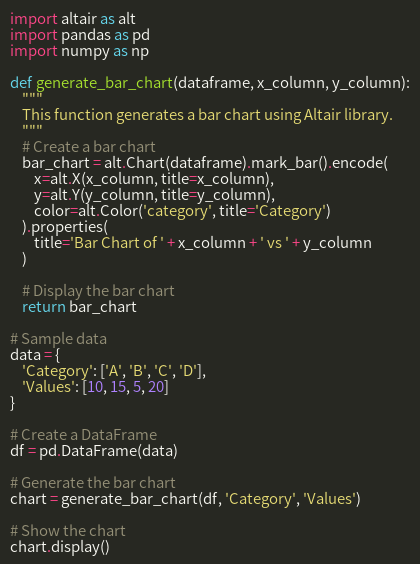 import altair as alt
import pandas as pd
import numpy as np

def generate_bar_chart(dataframe, x_column, y_column):
    """
    This function generates a bar chart using Altair library.
    """
    # Create a bar chart
    bar_chart = alt.Chart(dataframe).mark_bar().encode(
        x=alt.X(x_column, title=x_column),
        y=alt.Y(y_column, title=y_column),
        color=alt.Color('category', title='Category')
    ).properties(
        title='Bar Chart of ' + x_column + ' vs ' + y_column
    )

    # Display the bar chart
    return bar_chart

# Sample data
data = {
    'Category': ['A', 'B', 'C', 'D'],
    'Values': [10, 15, 5, 20]
}

# Create a DataFrame
df = pd.DataFrame(data)

# Generate the bar chart
chart = generate_bar_chart(df, 'Category', 'Values')

# Show the chart
chart.display()